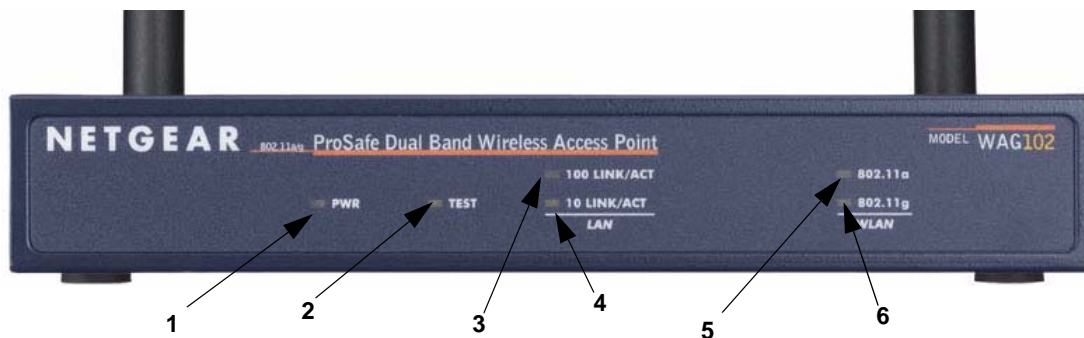 NETGEAR 802.11a/g ProSafe Dual Band Wireless Access Point
MODEL WAG102
100 LINK/ACT
802.11a
PWR
TEST
10 LINK/ACT
802.11g
LAN
WLAN
1
2
3
4
5
6